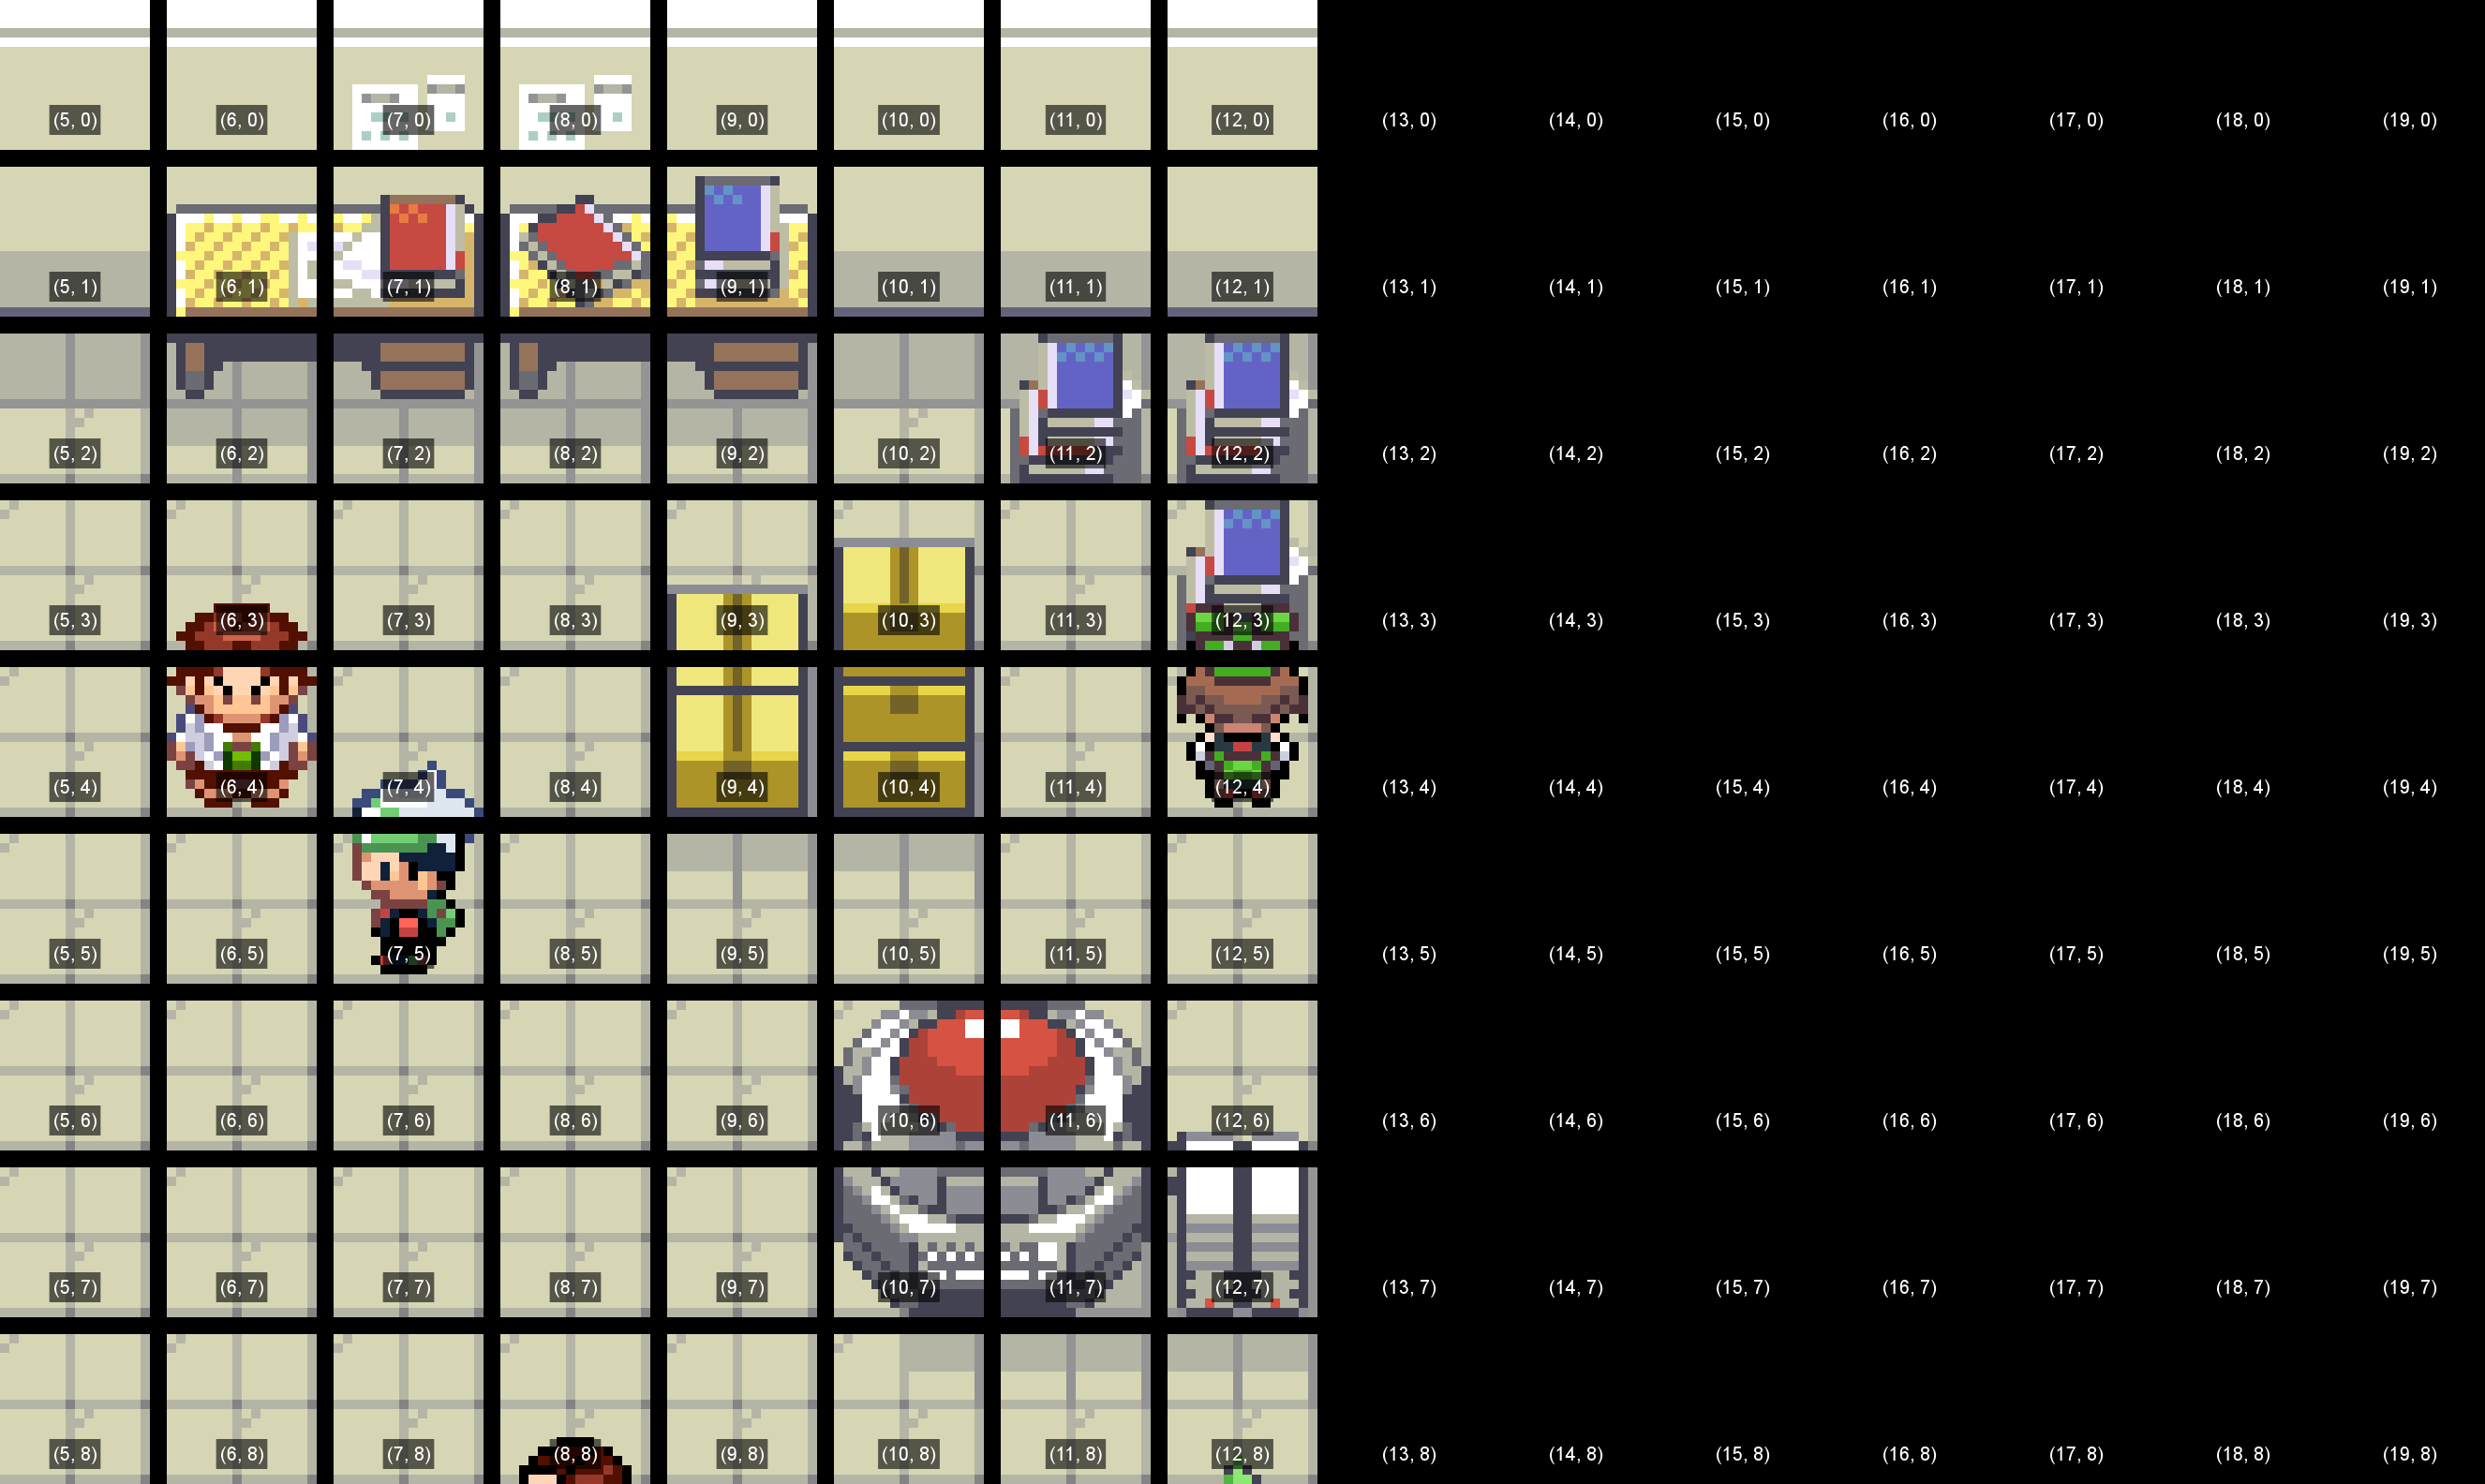 (5, 0) (6, 0) (7, 0) (8, 0) (9, 0) (10, 0) (11, 0) (12, 0) (13, 0) (14, 0) (15, 0) (16, 0) (17, 0) (18, 0) (19, 0)
(5, 1) (6, 1) (7, 1) (8, 1) (9, 1) (10, 1) (11, 1) (12, 1) (13, 1) (14, 1) (15, 1) (16, 1) (17, 1) (18, 1) (19, 1)
(5, 2) (6, 2) (7, 2) (8, 2) (9, 2) (10, 2) (11, 2) (12, 2) (13, 2) (14, 2) (15, 2) (16, 2) (17, 2) (18, 2) (19, 2)
(5, 3) (6, 3) (7, 3) (8, 3) (9, 3) (10, 3) (11, 3) (12, 3) (13, 3) (14, 3) (15, 3) (16, 3) (17, 3) (18, 3) (19, 3)
(5, 4) (6, 4) (7, 4) (8, 4) (9, 4) (10, 4) (11, 4) (12, 4) (13, 4) (14, 4) (15, 4) (16, 4) (17, 4) (18, 4) (19, 4)
(5, 5) (6, 5) (7, 5) (8, 5) (9, 5) (10, 5) (11, 5) (12, 5) (13, 5) (14, 5) (15, 5) (16, 5) (17, 5) (18, 5) (19, 5)
(5, 6) (6, 6) (7, 6) (8, 6) (9, 6) (10, 6) (11, 6) (12, 6) (13, 6) (14, 6) (15, 6) (16, 6) (17, 6) (18, 6) (19, 6)
(5, 7) (6, 7) (7, 7) (8, 7) (9, 7) (10, 7) (11, 7) (12, 7) (13, 7) (14, 7) (15, 7) (16, 7) (17, 7) (18, 7) (19, 7)
(5, 8) (6, 8) (7, 8) (8, 8) (9, 8) (10, 8) (11, 8) (12, 8) (13, 8) (14, 8) (15, 8) (16, 8) (17, 8) (18, 8) (19, 8)